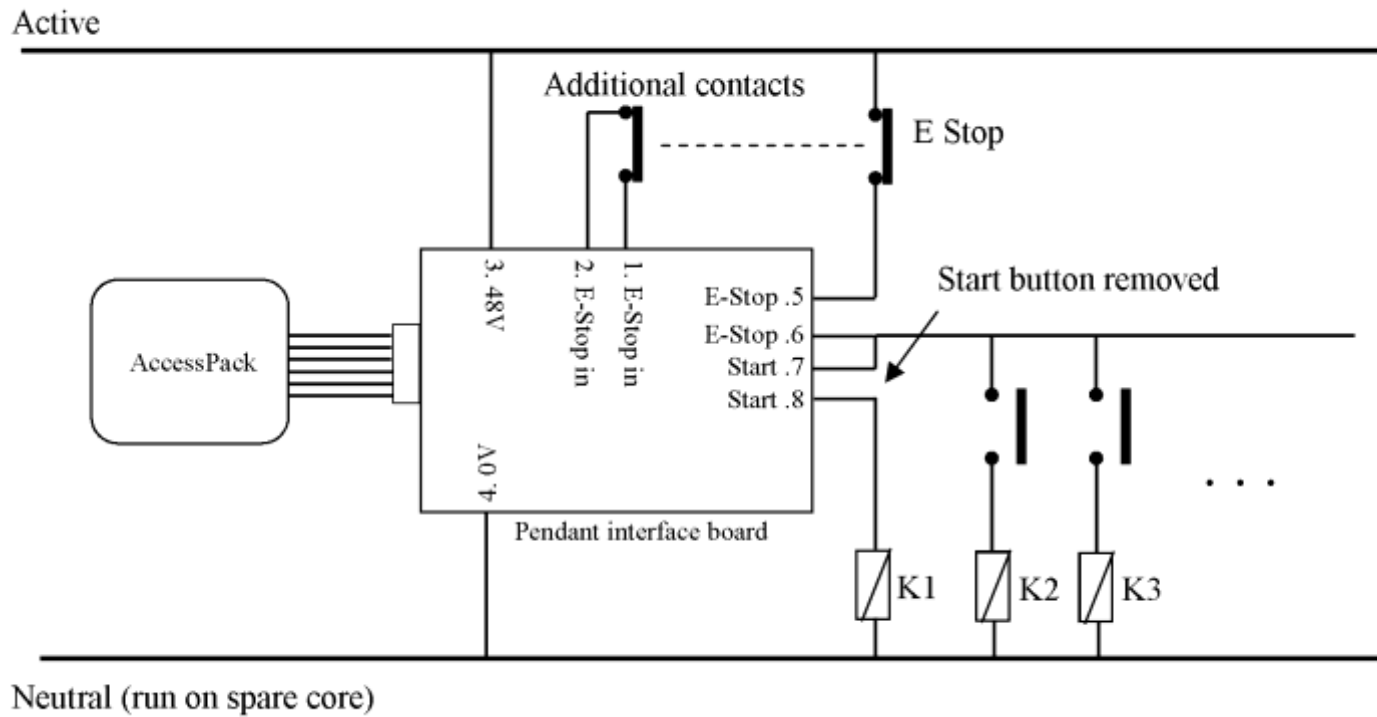 Active
Additional contacts
E Stop
3. 48V
2. E-Stop in
1. E-Stop in
E-Stop .5
E-Stop .6
Start .7
Start .8
Start button removed
AccessPack
4. 0V
Pendant interface board
K1
K2
K3
. . .
Neutral (run on spare core)